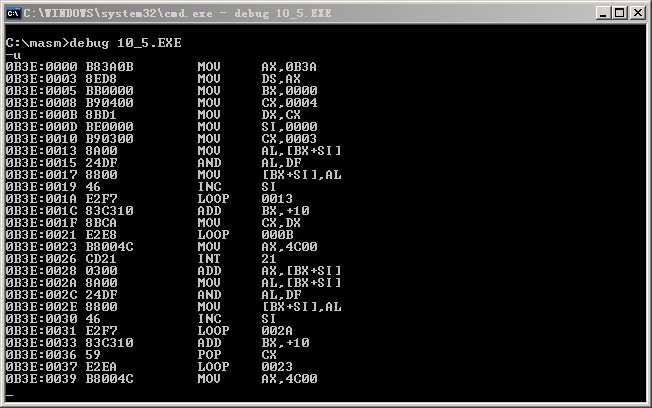 C:\WINDOWS\system32\cmd.exe - debug 10_5.EXE
C:\masm>debug 10_5.EXE
-u
0B3E:0000 B83A0B MOV AX,0B3A
0B3E:0003 8ED8 MOV DS,AX
0B3E:0005 BB0000 MOV BX,0000
0B3E:0008 B90400 MOV CX,0004
0B3E:000B 8BD1 MOV DX,CX
0B3E:000D BE0000 MOV SI,0000
0B3E:0010 B90300 MOV CX,0003
0B3E:0013 8A00 MOV AL,[BX+SI]
0B3E:0015 24DF AND AL,DF
0B3E:0017 8800 MOV [BX+SI],AL
0B3E:0019 46 INC SI
0B3E:001A E2F7 LOOP 0013
0B3E:001C 83C310 ADD BX,+10
0B3E:001F 8BCA MOV CX,DX
0B3E:0021 E2E8 LOOP 000B
0B3E:0023 B8004C MOV AX,4C00
0B3E:0026 CD21 INT 21
0B3E:0028 0300 ADD AX,[BX+SI]
0B3E:002A 8A00 MOV AL,[BX+SI]
0B3E:002C 24DF AND AL,DF
0B3E:002E 8800 MOV [BX+SI],AL
0B3E:0030 46 INC SI
0B3E:0031 E2F7 LOOP 002A
0B3E:0033 83C310 ADD BX,+10
0B3E:0036 59 POP CX
0B3E:0037 E2EA LOOP 0023
0B3E:0039 B8004C MOV AX,4C00
-